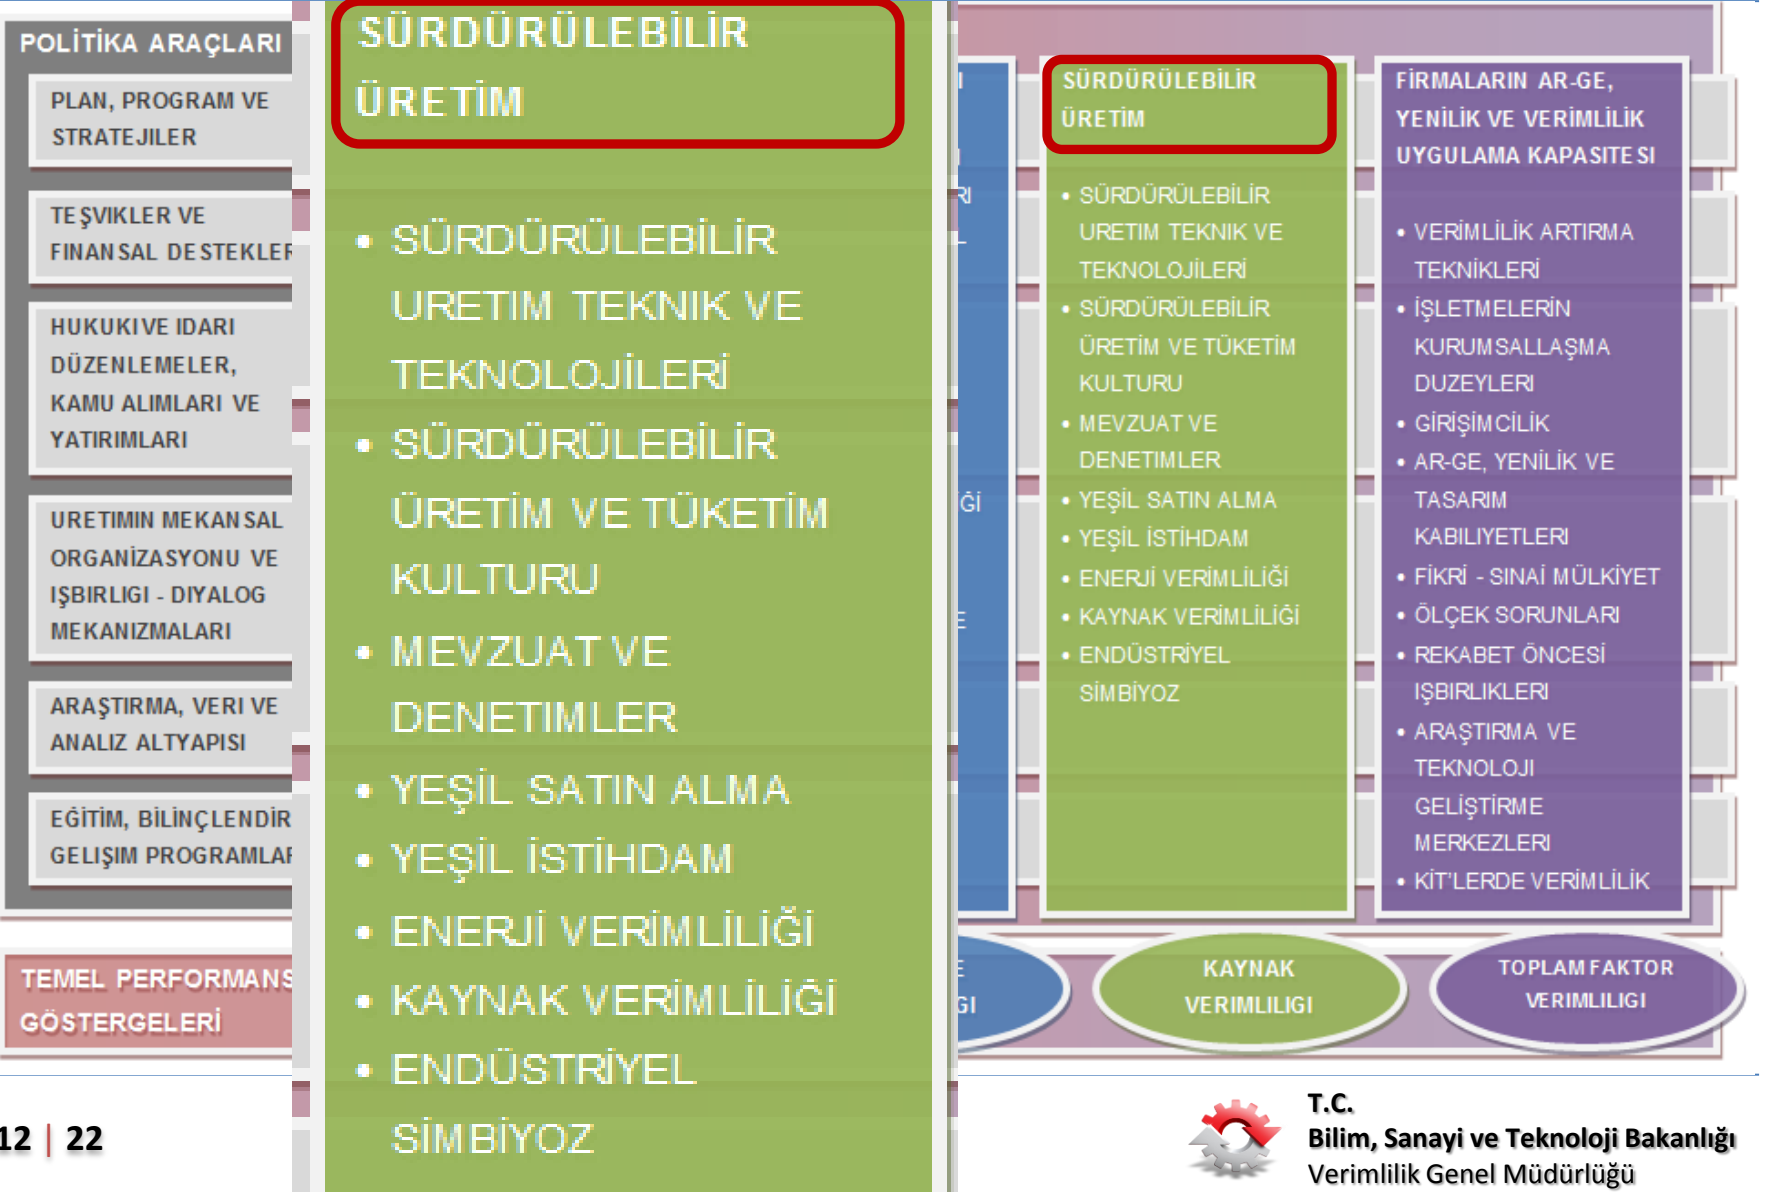 POLİTİKA ARAÇLARI
PLAN, PROGRAM VE
STRATEJILER
TEŞVIKLER VE
FINANSAL DESTEKLER
HUKUKI VE IDARI
DÜZENLEMELER,
KAMU ALIMLARI VE
YATIRIMLARI
URETIMIN MEKANSAL
ORGANİZASYONU VE
IŞBIRLIGI - DIYALOG
MEKANIZMALARI
ARAŞTIRMA, VERI VE
ANALIZ ALTYAPISI
EĞİTİM, BİLİNÇLENDİR
GELIŞIM PROGRAMLAR
TEMEL PERFORMANS
GÖSTERGELERİ
SÜRDÜRÜLEBİLİR
ÜRETİM
• SÜRDÜRÜLEBİLİR
URETIM TEKNIK VE
TEKNOLOJİLERİ
• SÜRDÜRÜLEBİLİR
ÜRETİM VE TÜKETİM
KULTURU
• MEVZUAT VE
DENETIMLER
• YEŞİL SATIN ALMA
• YEŞİL İSTİHDAM
• ENERJİ VERİMLİLİĞİ
• KAYNAK VERİMLİLİĞİ
• ENDÜSTRİYEL
SİMBİYOZ
SÜRDÜRÜLEBİLİR
ÜRETİM
• SÜRDÜRÜLEBİLİR
URETIM TEKNIK VE
TEKNOLOJİLERİ
• SÜRDÜRÜLEBİLİR
ÜRETİM VE TÜKETİM
KULTURU
• MEVZUAT VE
DENETIMLER
• YEŞİL SATIN ALMA
• YEŞİL İSTİHDAM
• ENERJİ VERİMLİLİĞİ
• KAYNAK VERİMLİLİĞİ
• ENDÜSTRİYEL
SİMBİYOZ
KAYNAK
VERIMLILIGI
FİRMALARIN AR-GE,
YENİLİK VE VERİMLİLİK
UYGULAMA KAPASITESI
• VERİMLİLİK ARTIRMA
TEKNİKLERİ
• İŞLETMELERİN
KURUMSALLAŞMA
DUZEYLERI
• GİRİŞİMCİLİK
• AR-GE, YENİLİK VE
TASARIM
KABILIYETLERI
• FİKRİ - SINAİ MÜLKİYET
• ÖLÇEK SORUNLARI
• REKABET ÖNCESİ
IŞBIRLIKLERI
• ARAŞTIRMA VE
TEKNOLOJI
GELİŞTİRME
MERKEZLERI
• KİT'LERDE VERİMLİLİK
TOPLAM FAKTOR
VERIMLILIGI
12 | 22
T.C.
Bilim, Sanayi ve Teknoloji Bakanlığı
Verimlilik Genel Müdürlüğü